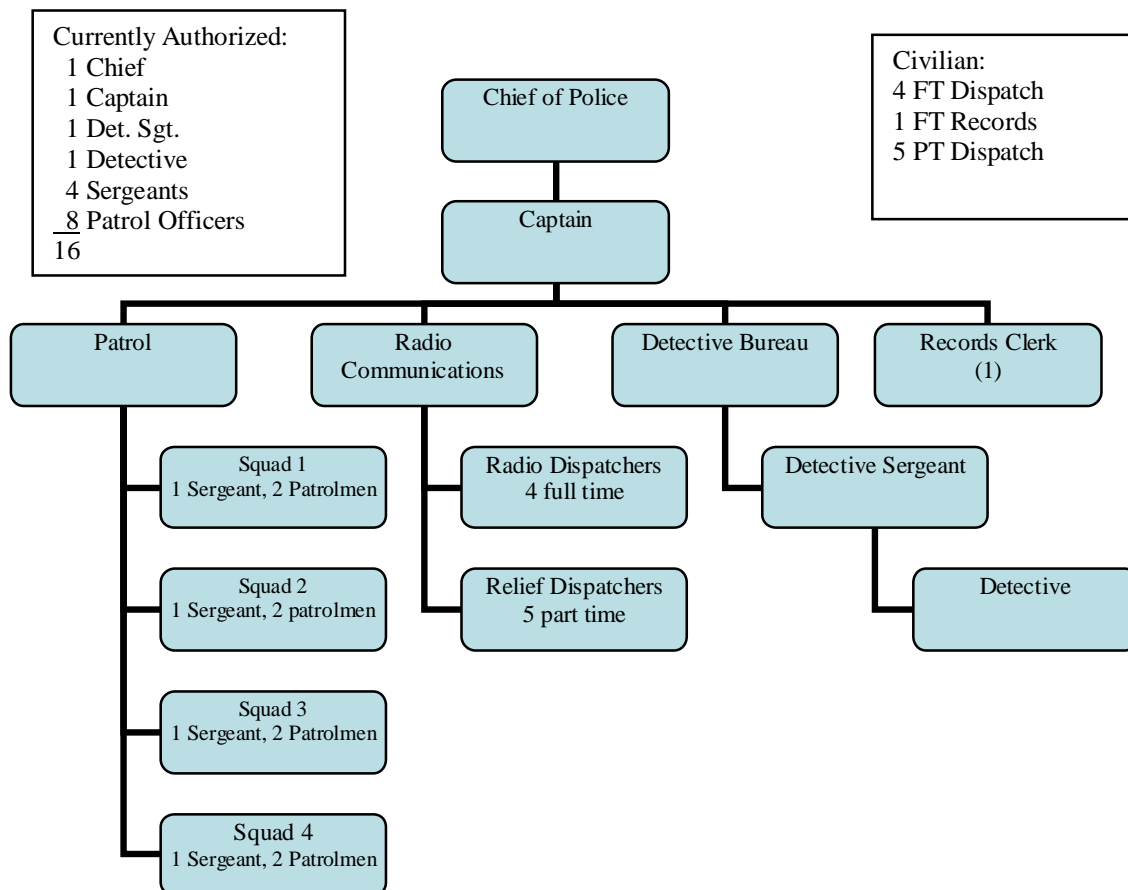 Currently Authorized:
1 Chief
1 Captain
1 Det. Sgt.
1 Detective
4 Sergeants
8 Patrol Officers
16
Civilian:
4 FT Dispatch
1 FT Records
5 PT Dispatch
Chief of Police
Captain
Patrol
Radio
Communications
Detective Bureau
Records Clerk
(1)
Squad 1
1 Sergeant, 2 Patrolmen
Squad 2
1 Sergeant, 2 patrolmen
Squad 3
1 Sergeant, 2 Patrolmen
Squad 4
1 Sergeant, 2 Patrolmen
Radio Dispatchers
4 full time
Relief Dispatchers
5 part time
Detective Sergeant
Detective